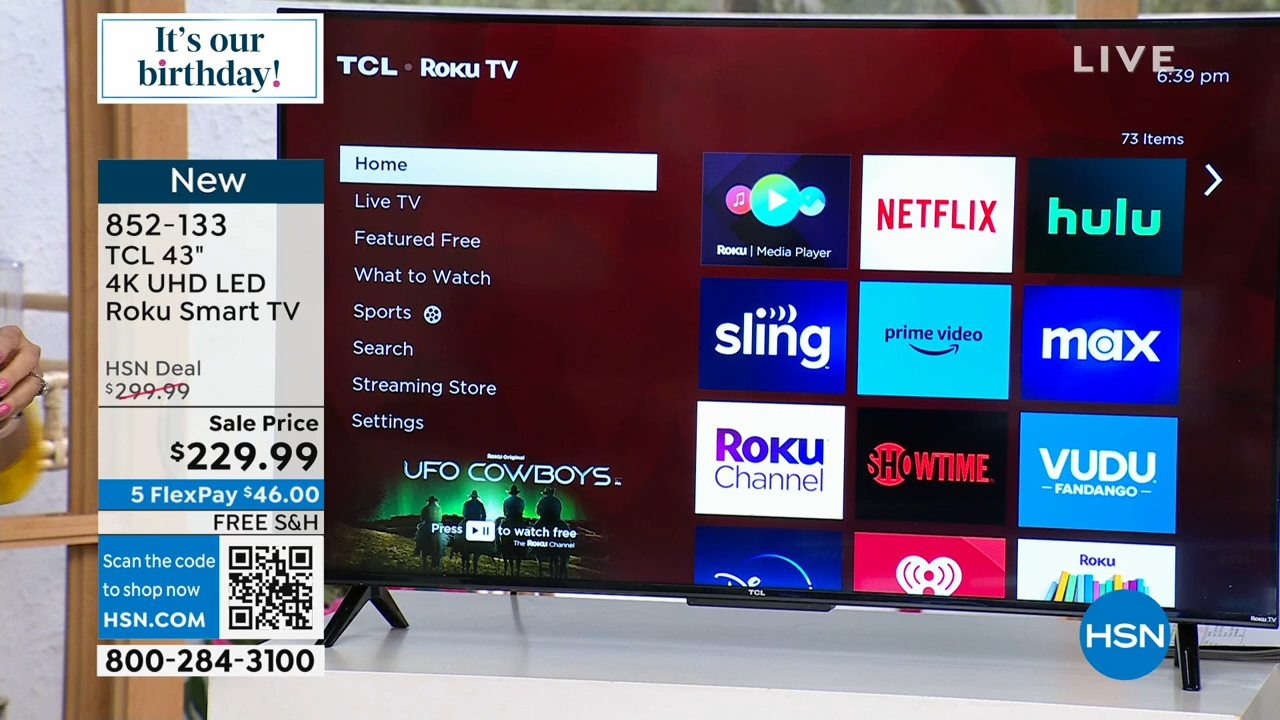 It's our
birthday!
New
852-133
TCL 43"
4K UHD LED
Roku Smart TV
HSN Deal
$299.99
Sale Price
$229.99
5 FlexPay $46.00
FREE S&H
Scan the code
to shop now
HSN.COM
800-284-3100
TCL • Roku TV
LIVE
6:39 pm
73 Items
Home
Live TV
Featured Free
What to Watch
Sports
Search
Streaming Store
Settings
Roku Original
UFO COWBOYS
Press to watch free
The Roku Channel
Roku | Media Player
NETFLIX
hulu
sling
prime video
max
Roku
Channel
SHOWTIME
VUDU
FANDANGO
Roku
TCL
Roku TV
HSN